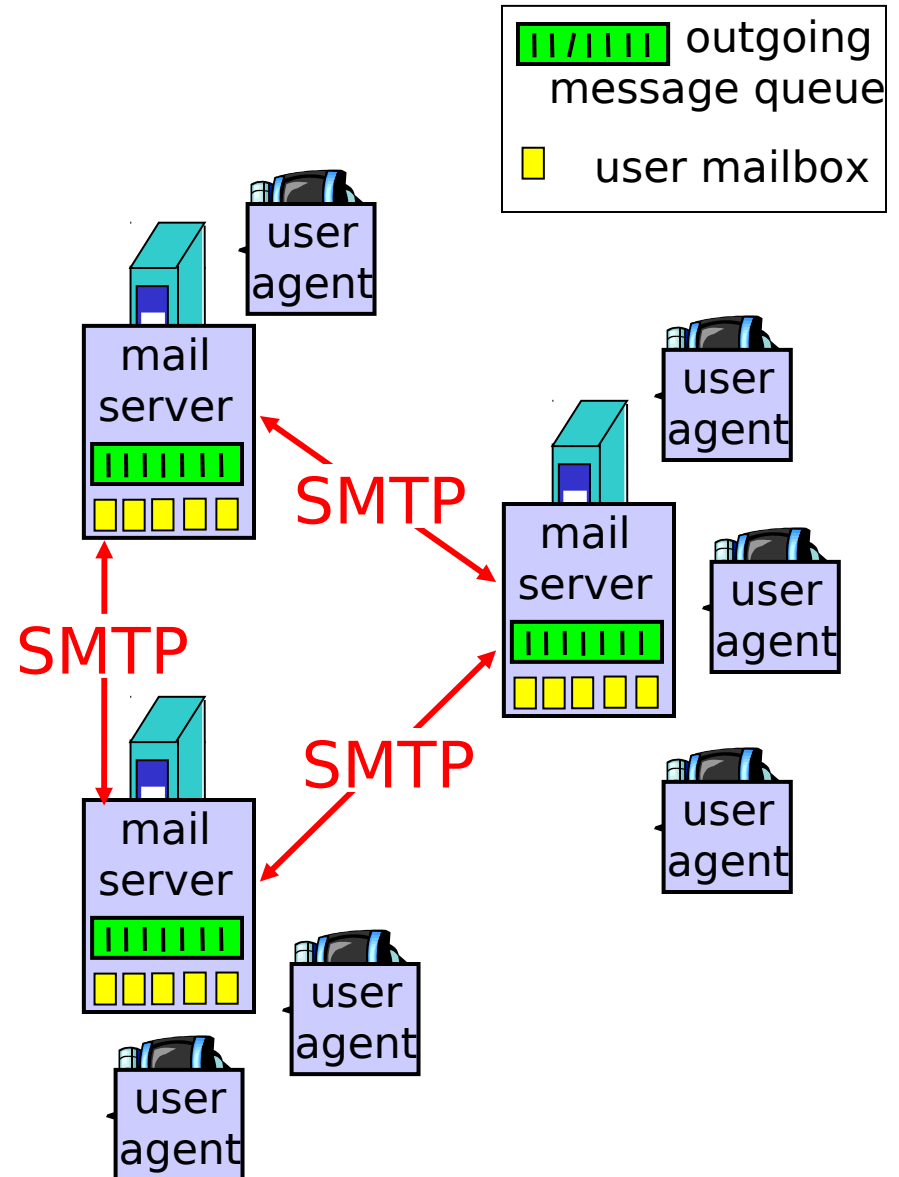 outgoing
message queue
user mailbox
user
agent
mail
server
user
agent
SMTP
mail
server
user
agent
SMTP
SMTP
user
agent
mail
server
user
agent
user
agent